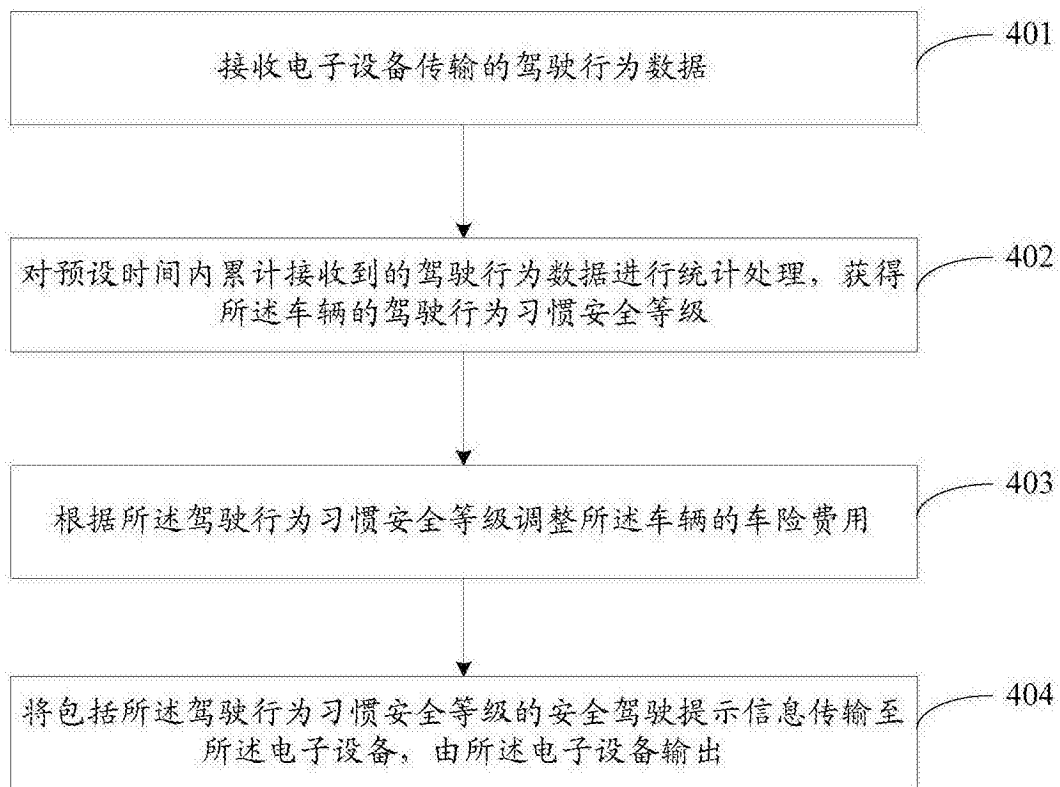 接收电子设备传输的驾驶行为数据
401
对预设时间内累计接收到的驾驶行为数据进行统计处理，获得
所述车辆的驾驶行为习惯安全等级
402
根据所述驾驶行为习惯安全等级调整所述车辆的车险费用
403
将包括所述驾驶行为习惯安全等级的安全驾驶提示信息传输至
所述电子设备，由所述电子设备输出
404